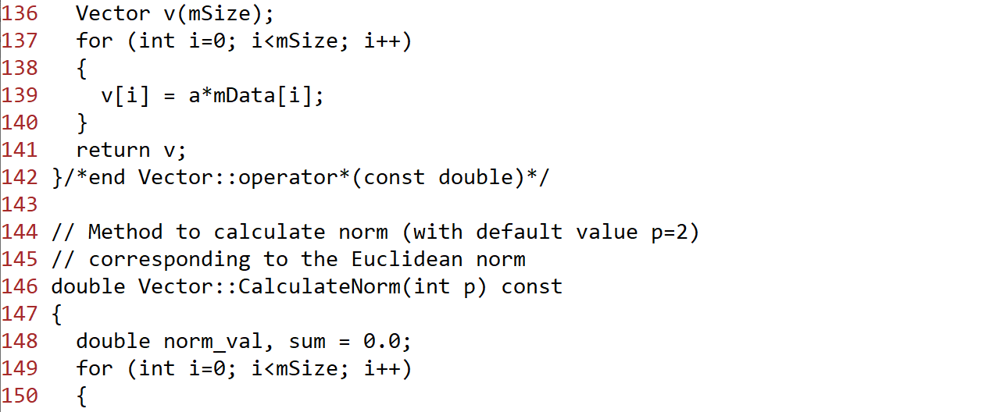 136   Vector v(mSize);
137   for (int i=0; i<mSize; i++)
138   {
139     v[i] = a*mData[i];
140   }
141   return v;
142 }/*end Vector::operator*(const double)*/
143
144 // Method to calculate norm (with default value p=2)
145 // corresponding to the Euclidean norm
146 double Vector::CalculateNorm(int p) const
147 {
148   double norm_val, sum = 0.0;
149   for (int i=0; i<mSize; i++)
150   {